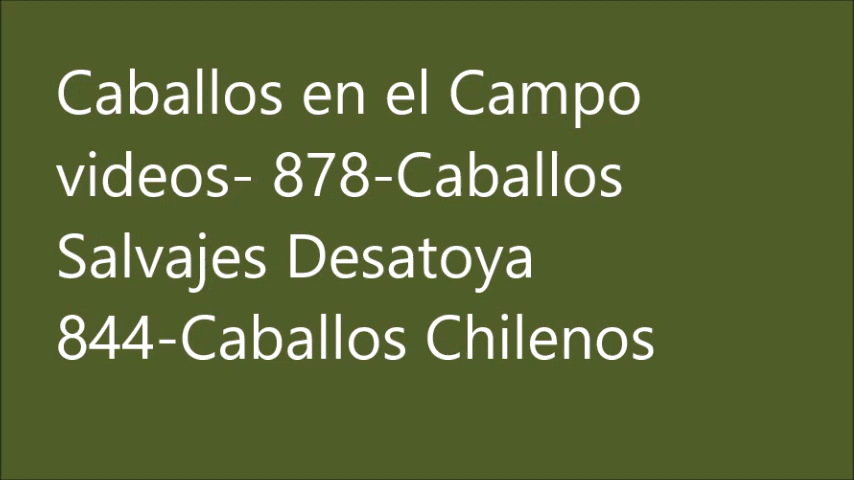 Caballos en el Campo
videos- 878-Caballos
Salvajes Desatoya
844-Caballos Chilenos